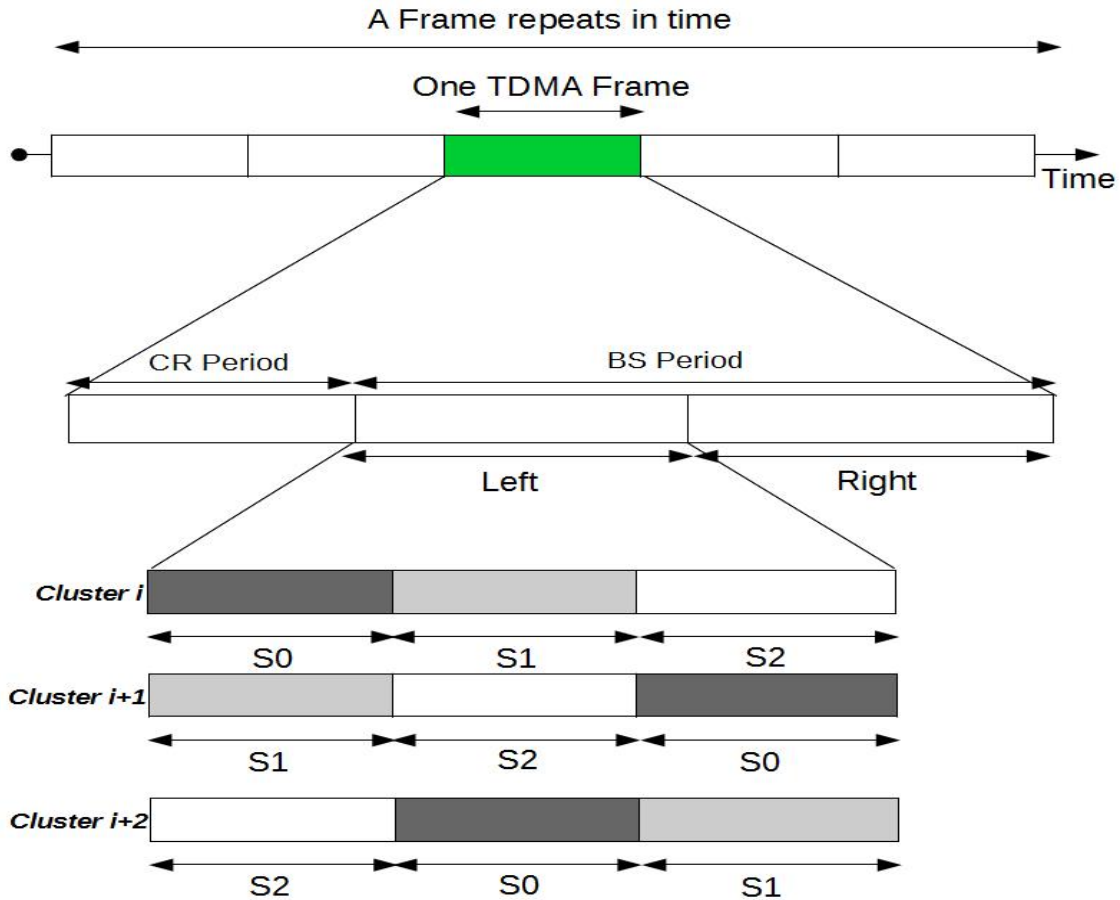 A Frame repeats in time
One TDMA Frame
Time
CR Period
BS Period
Left
Right
Cluster i
S0
S1
S2
Cluster i+1
S1
S2
S0
Cluster i+2
S2
S0
S1